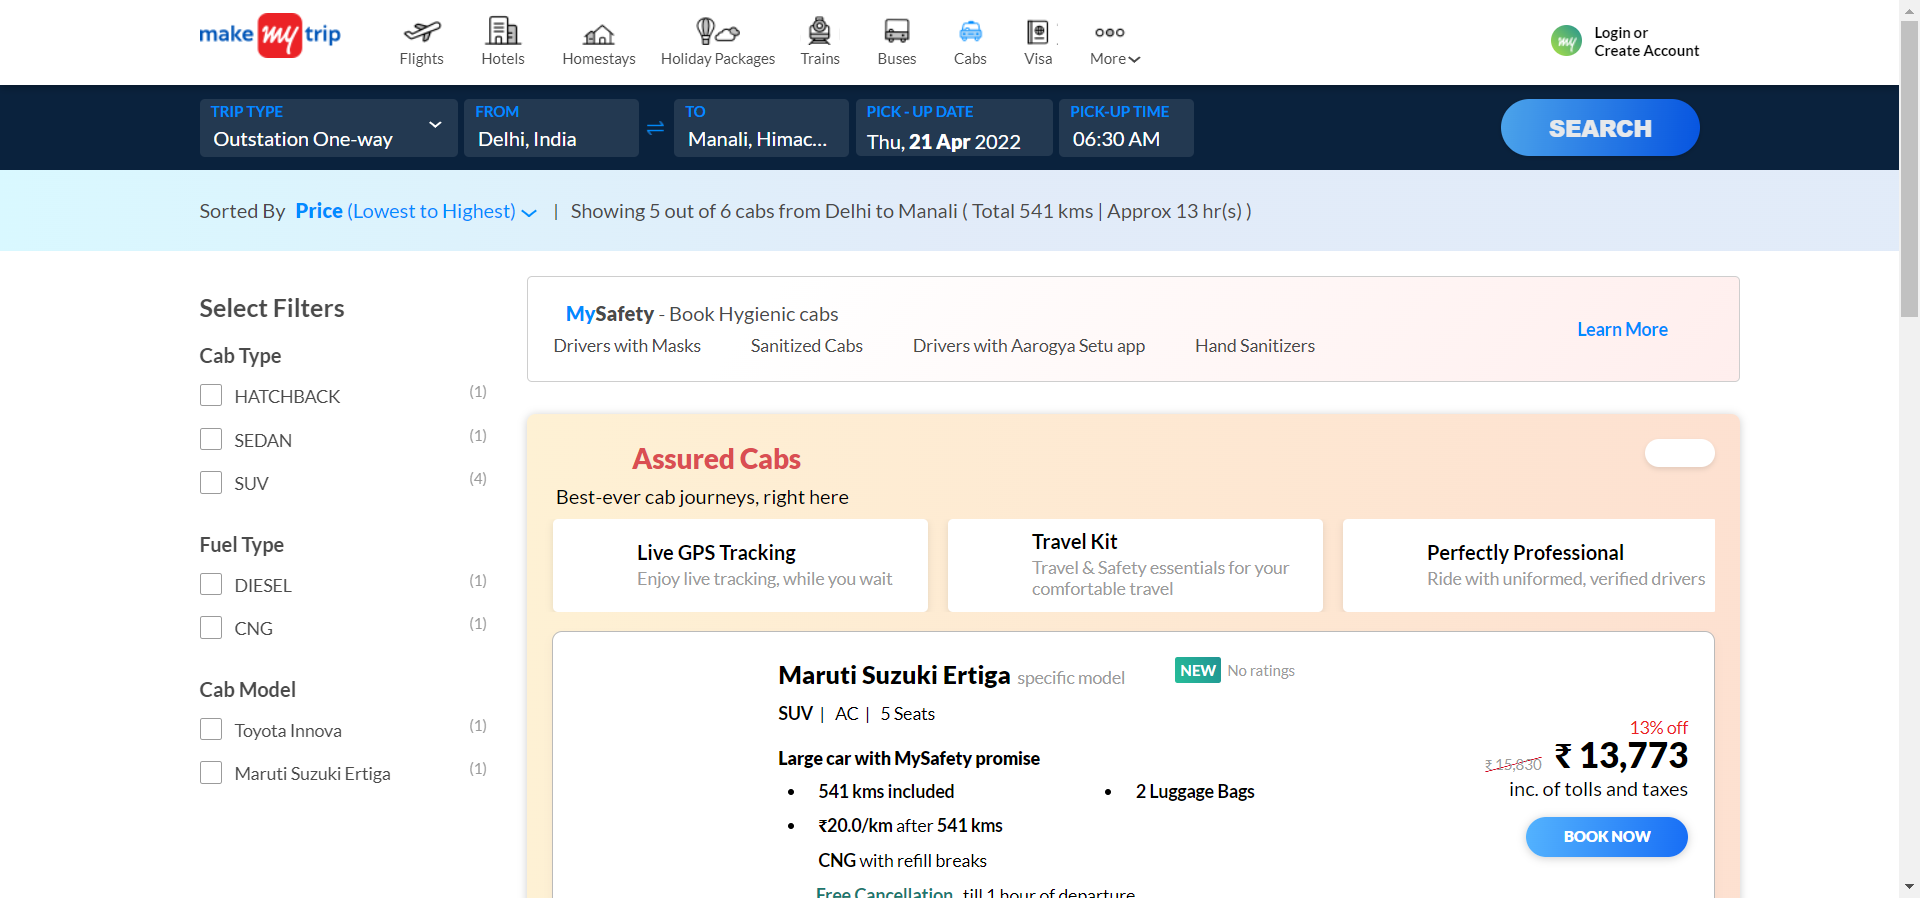 make my trip
Flights
Hotels
Homestays
Holiday Packages
Trains
Buses
Cabs
Visa
More
my
Login or
Create Account
TRIP TYPE
Outstation One-way
FROM
Delhi, India
TO
Manali, Himac...
PICK - UP DATE
Thu, 21 Apr 2022
PICK-UP TIME
06:30 AM
SEARCH
Sorted By Price (Lowest to Highest) | Showing 5 out of 6 cabs from Delhi to Manali ( Total 541 kms | Approx 13 hr(s) )
Select Filters
Cab Type
HATCHBACK (1)
SEDAN (1)
SUV (4)
Fuel Type
DIESEL (1)
CNG (1)
Cab Model
Toyota Innova (1)
Maruti Suzuki Ertiga (1)
MySafety - Book Hygienic cabs
Drivers with Masks
Sanitized Cabs
Drivers with Aarogya Setu app
Hand Sanitizers
Learn More
Assured Cabs
Best-ever cab journeys, right here
Live GPS Tracking
Enjoy live tracking, while you wait
Travel Kit
Travel & Safety essentials for your
comfortable travel
Perfectly Professional
Ride with uniformed, verified drivers
Maruti Suzuki Ertiga specific model
NEW No ratings
SUV | AC | 5 Seats
Large car with MySafety promise
• 541 kms included
• 2 Luggage Bags
• ₹20.0/km after 541 kms
CNG with refill breaks
Free Cancellation till 1 hour of departure
13% off
₹15,830 ₹ 13,773
inc. of tolls and taxes
BOOK NOW